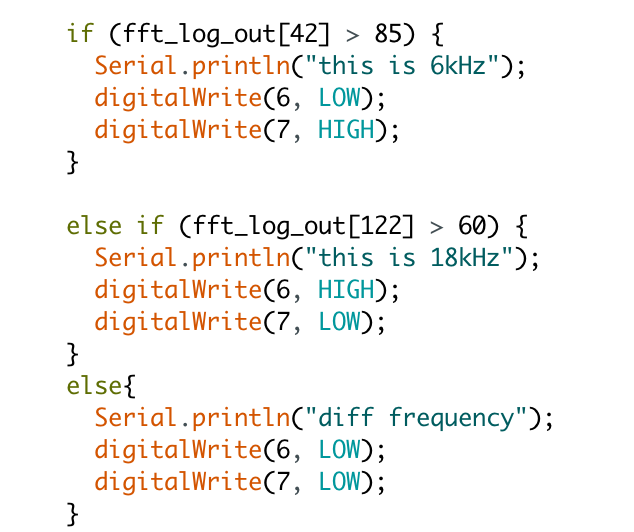 if (fft_log_out[42] > 85) {
Serial.println("this is 6kHz");
digitalWrite(6, LOW);
digitalWrite(7, HIGH);
}
else if (fft_log_out[122] > 60) {
Serial.println("this is 18kHz");
digitalWrite(6, HIGH);
digitalWrite(7, LOW);
}
else{
Serial.println("diff frequency");
digitalWrite(6, LOW);
digitalWrite(7, LOW);
}